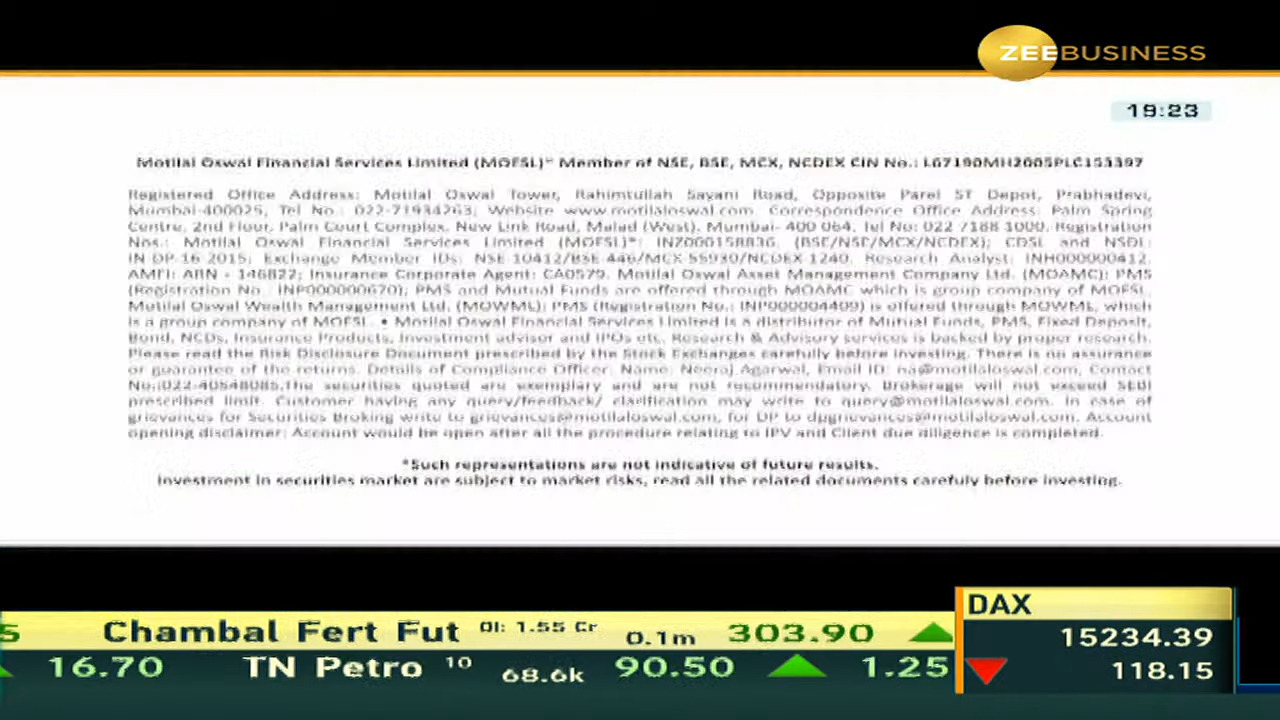 ZEEBUSINESS
19:23
Motilal Oswal Financial Services Limited (MOFSL)* Member of NSE, BSE, MCX, NCDEX CIN No.: L67190MH2005PLC153397
Registered Office Address: Motilal Oswal Tower, Rahimtullah Sayani Road, Opposite Parel ST Depot, Prabhadevi,
Mumbai-400025, Tel No.: 022-71934263; Website www.motilaloswal.com. Correspondence Office Address: Palm Spring
Centre, 2nd Floor, Palm Court Complex, New Link Road, Malad (West), Mumbai- 400 064. Tel No: 022 7188 1000. Registration
Nos.: Motilal Oswal Financial Services Limited (MOFSL)*: INZ000158836. (BSE/NSE/MCX/NCDEX); CDSL and NSDL:
IN-DP-16-2015; Exchange Member IDs: NSE-10412/BSE-446/MCX-55930/NCDEX-1240. Research Analyst: INH000000412.
AMFI: ARN - 146822; Insurance Corporate Agent: CA0579. Motilal Oswal Asset Management Company Ltd. (MOAMC): PMS
(Registration No.: INP000000670); PMS and Mutual Funds are offered through MOAMC which is group company of MOFSL.
Motilal Oswal Wealth Management Ltd. (MOWML): PMS (Registration No.: INP000004409) is offered through MOWML, which
is a group company of MOFSL. • Motilal Oswal Financial Services Limited is a distributor of Mutual Funds, PMS, Fixed Deposit,
Bond, NCDs, Insurance Products, Investment advisor and IPOs etc. Research & Advisory services is backed by proper research.
Please read the Risk Disclosure Document prescribed by the Stock Exchanges carefully before investing. There is no assurance
or guarantee of the returns. Details of Compliance Officer: Name: Neeraj Agarwal, Email ID: na@motilaloswal.com, Contact
No.:022-40548085.The securities quoted are exemplary and are not recommendatory. Brokerage will not exceed SEBI
prescribed limit. Customer having any query/feedback/ clarification may write to query@motilaloswal.com. In case of
grievances for Securities Broking write to grievances@motilaloswal.com, for DP to dpgrievances@motilaloswal.com. Account
opening disclaimer: Account would be open after all the procedure relating to IPV and Client due diligence is completed.
*Such representations are not indicative of future results.
Investment in securities market are subject to market risks, read all the related documents carefuly before investing.
5 Chambal Fert Fut OI: 1.55 Cr 0.1m 303.90
16.70 TN Petro 10 68.6k 90.50 1.25
DAX
15234.39
118.15